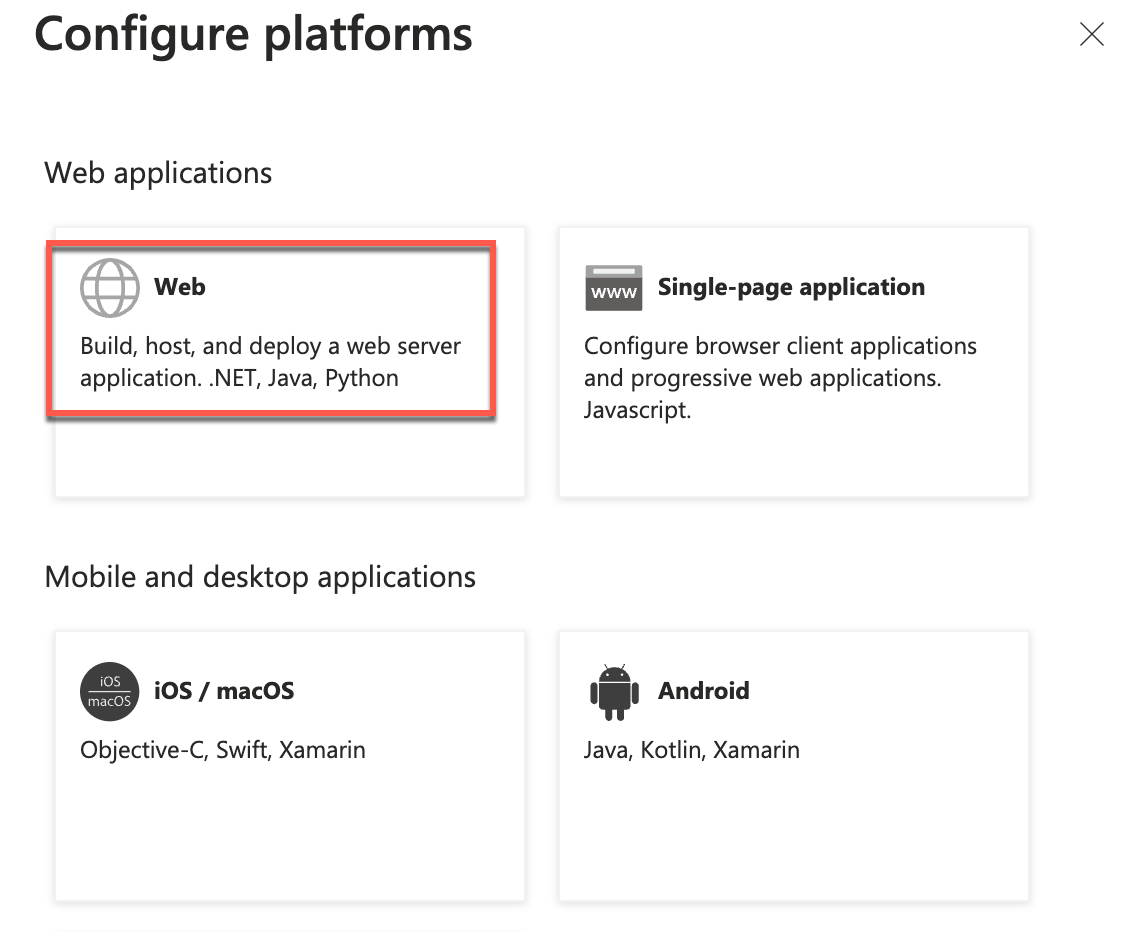 Configure platforms
Web applications
Web
Build, host, and deploy a web server
application. .NET, Java, Python
www
Single-page application
Configure browser client applications
and progressive web applications.
Javascript.
Mobile and desktop applications
iOS
macOS
iOS / macOS
Objective-C, Swift, Xamarin
Android
Java, Kotlin, Xamarin